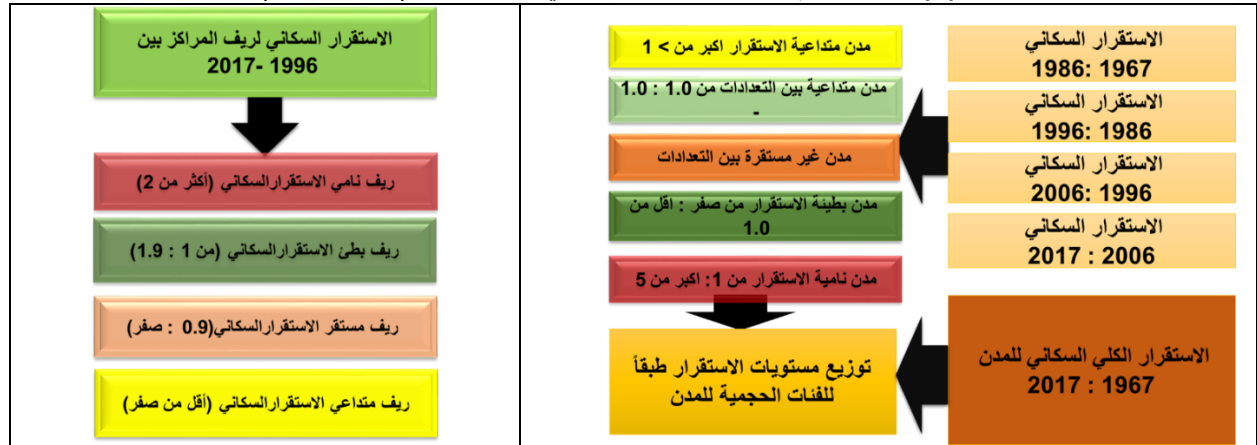 الاستقرار السكاني
1967 :1986
الاستقرار السكاني
1986 :1996
الاستقرار السكاني
1996 :2006
الاستقرار السكاني
2006 : 2017
الاستقرار الكلي السكاني للمدن
1967 : 2017
مدن متداعية الاستقرار اكبر من > 1
مدن متداعية بين التعدادات من 1.0 : 1.0
-
مدن غير مستقرة بين التعدادات
مدن بطيئة الاستقرار من صفر : اقل من
1.0
مدن نامية الاستقرار من 1: اكبر من 5
توزيع مستويات الاستقرار طبقاً
للفئات الحجمية للمدن
الاستقرار السكاني لريف المراكز بين
1996 -2017
ريف نامي الاستقرارالسكاني (أكثر من 2)
ريف بطئ الاستقرارالسكاني (من 1 : 1.9)
ريف مستقر الاستقرارالسكاني(0.9 : صفر)
ريف متداعي الاستقرارالسكاني (أقل من صفر)